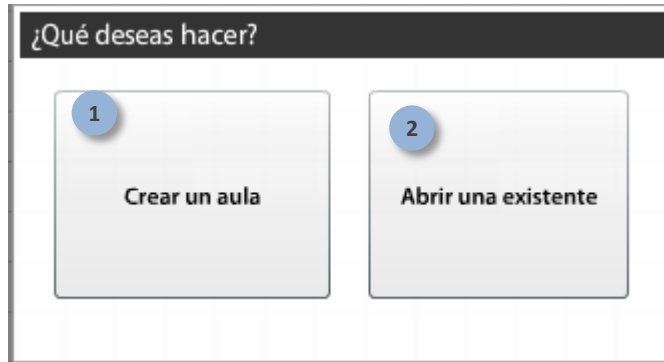 ¿Qué deseas hacer?
1
2
Crear un aula
Abrir una existente